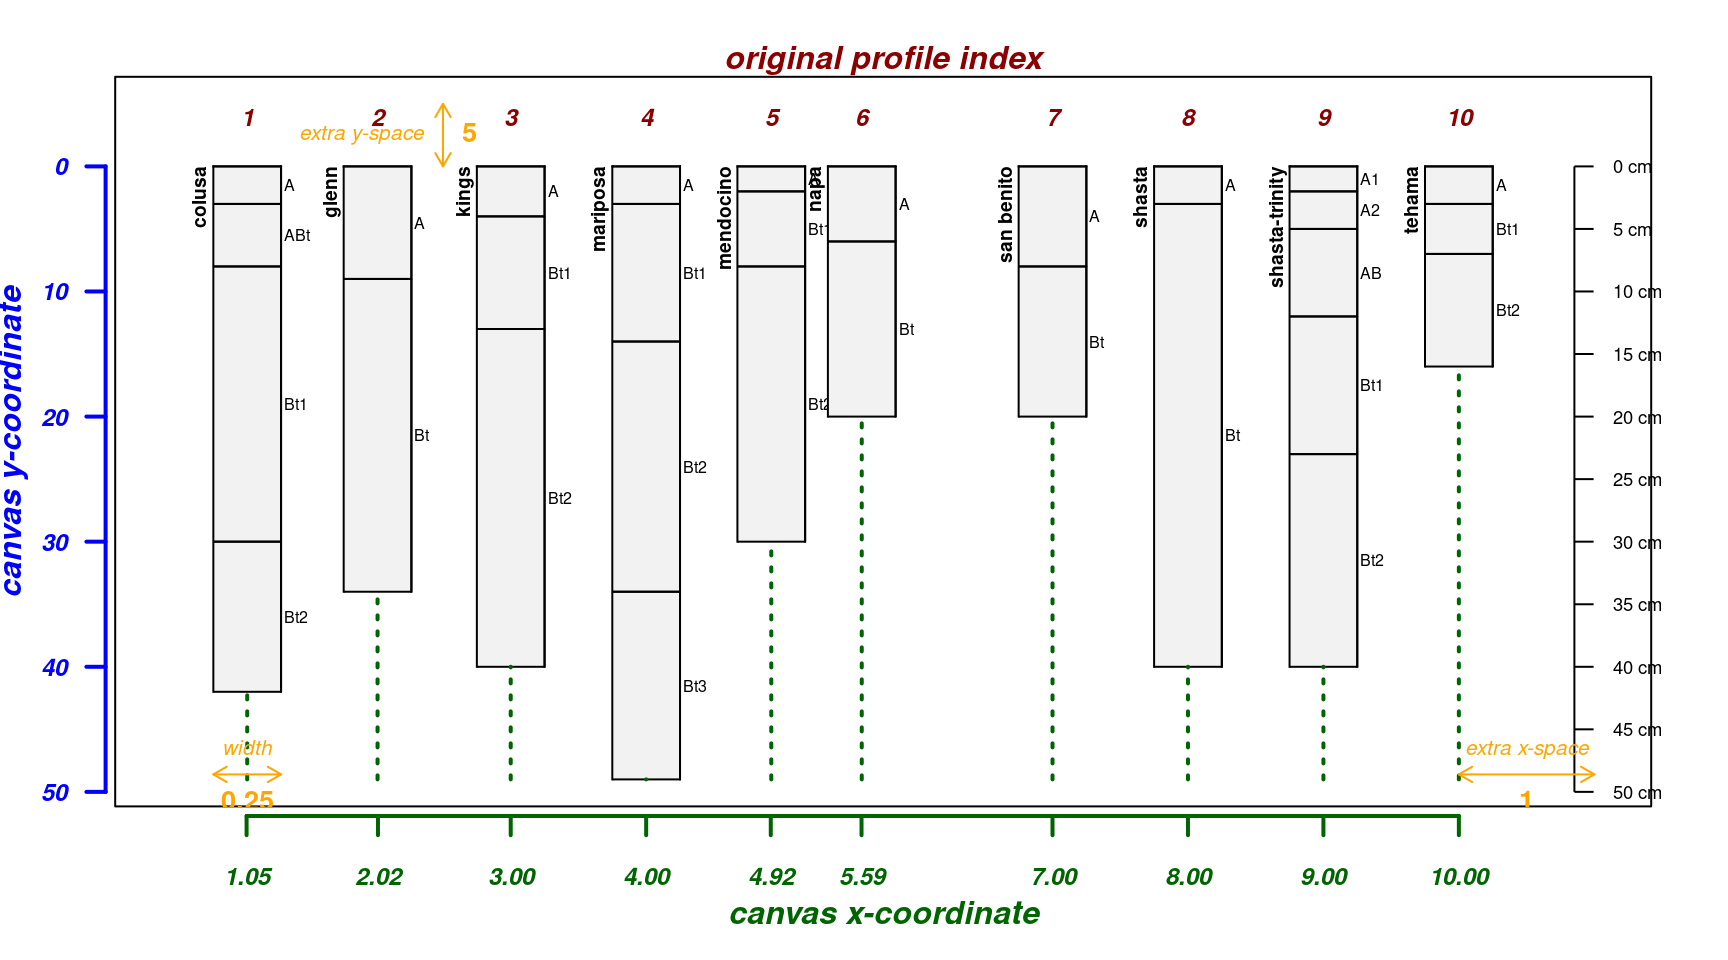 original profile index
1 2 3 4 5 6 7 8 9 10
extra y-space 5
canvas y-coordinate
0
10
20
30
40
50
colusa
A
ABt
Bt1
Bt2
glenn
A
Bt
kings
A
Bt1
Bt2
mariposa
A
Bt1
Bt2
Bt3
mendocino
Bt1
Bt2
napa
A
Bt
san benito
A
Bt
shasta
A
Bt
shasta-trinity
A1
A2
AB
Bt1
Bt2
tehama
A
Bt1
Bt2
0 cm
5 cm
10 cm
15 cm
20 cm
25 cm
30 cm
35 cm
40 cm
45 cm
50 cm
width
0.25
extra x-space
1
1.05 2.02 3.00 4.00 4.92 5.59 7.00 8.00 9.00 10.00
canvas x-coordinate